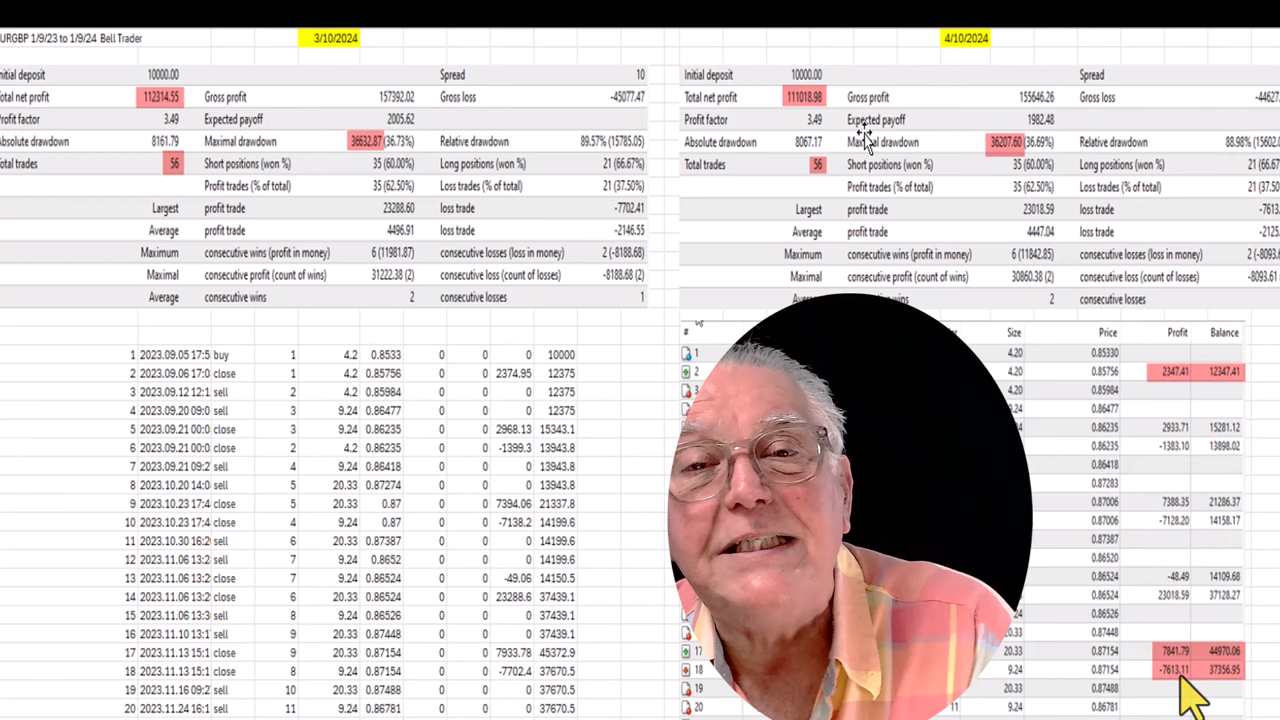 URGBP 1/9/23 to 1/9/24 Bell Trader 3/10/2024
nitial deposit 10000.00 Spread 10
Total net profit 112314.55 Gross profit 157392.02 Gross loss -45077.47
Profit factor 3.49 Expected payoff 2005.62
Absolute drawdown 8161.79 Maximal drawdown 36632.87 (36.73%) Relative drawdown 89.57% (15785.05)
Total trades 56 Short positions (won %) 35 (60.00%) Long positions (won %) 21 (66.67%)
Profit trades (% of total) 35 (62.50%) Loss trades (% of total) 21 (37.50%)
Largest profit trade 23288.60 loss trade -7702.41
Average profit trade 4496.91 loss trade -2146.55
Maximum consecutive wins (profit in money) 6 (11981.87) consecutive losses (loss in money) 2 (-8188.68)
Maximal consecutive profit (count of wins) 31222.38 (2) consecutive loss (count of losses) -8188.68 (2)
Average consecutive wins 2 consecutive losses 1
1 2023.09.05 17:5 buy 1 4.2 0.8533 0 0 0 10000
2 2023.09.06 17:0 close 1 4.2 0.85756 0 0 2374.95 12375
3 2023.09.12 12:1 sell 2 4.2 0.85984 0 0 0 12375
4 2023.09.20 09:0 sell 3 9.24 0.86477 0 0 0 12375
5 2023.09.21 00:0 close 3 9.24 0.86235 0 0 2968.13 15343.1
6 2023.09.21 00:0 close 2 4.2 0.86235 0 0 -1399.3 13943.8
7 2023.09.21 09:2 sell 4 9.24 0.86418 0 0 0 13943.8
8 2023.10.20 14:0 sell 5 20.33 0.87274 0 0 0 13943.8
9 2023.10.23 17:4 close 5 20.33 0.87 0 0 7394.06 21337.8
10 2023.10.23 17:4 close 4 9.24 0.87 0 0 -7138.2 14199.6
11 2023.10.30 16:2 sell 6 20.33 0.87387 0 0 0 14199.6
12 2023.11.06 13:2 sell 7 9.24 0.8652 0 0 0 14199.6
13 2023.11.06 13:2 close 7 9.24 0.86524 0 0 -49.06 14150.5
14 2023.11.06 13:2 close 6 20.33 0.86524 0 0 23288.6 37439.1
15 2023.11.06 13:3 sell 8 9.24 0.86526 0 0 0 37439.1
16 2023.11.10 13:1 sell 9 20.33 0.87448 0 0 0 37439.1
17 2023.11.13 15:1 close 9 20.33 0.87154 0 0 7933.78 45372.9
18 2023.11.13 15:1 close 8 9.24 0.87154 0 0 -7702.4 37670.5
19 2023.11.16 09:2 sell 10 20.33 0.87488 0 0 0 37670.5
20 2023.11.24 16:1 sell 11 9.24 0.86781 0 0 0 37670.5
4/10/2024
Initial deposit 10000.00 Spread
Total net profit 111018.98 Gross profit 155646.26 Gross loss -44627.
Profit factor 3.49 Expected payoff 1982.48
Absolute drawdown 8067.17 drawdown 36207.60 (36.69%) Relative drawdown 88.98% (15602.0
Total trades 56 Short positions (won %) 35 (60.00%) Long positions (won %) 21 (66.67
Profit trades (% of total) 35 (62.50%) Loss trades (% of total) 21 (37.50
Largest profit trade 23018.59 loss trade -7613.
Average profit trade 4447.04 loss trade -2125.
Maximum consecutive wins (profit in money) 6 (11842.85) consecutive losses (loss in money) 2 (-8093.6
Maximal consecutive profit (count of wins) 30860.38 (2) consecutive loss (count of losses) -8093.61
wins 2 consecutive losses
# Size Price Profit Balance
1 4.20 0.85330
2 4.20 0.85756 2347.41 12347.41
4.20 0.85984
0.86477
0.86235 2933.71 15281.12
0.86235 -1383.10 13898.02
0.86418
0.87283
0.87006 7388.35 21286.37
0.87006 -7128.20 14158.17
0.87387
0.86520
0.86524 -48.49 14109.68
0.86524 23018.59 37128.27
0.86526
0.87448
17 20.33 0.87154 7841.79 44970.06
18 9.24 0.87154 -7613.11 37356.95
19 20.33 0.87488
20 11 9.24 0.86781